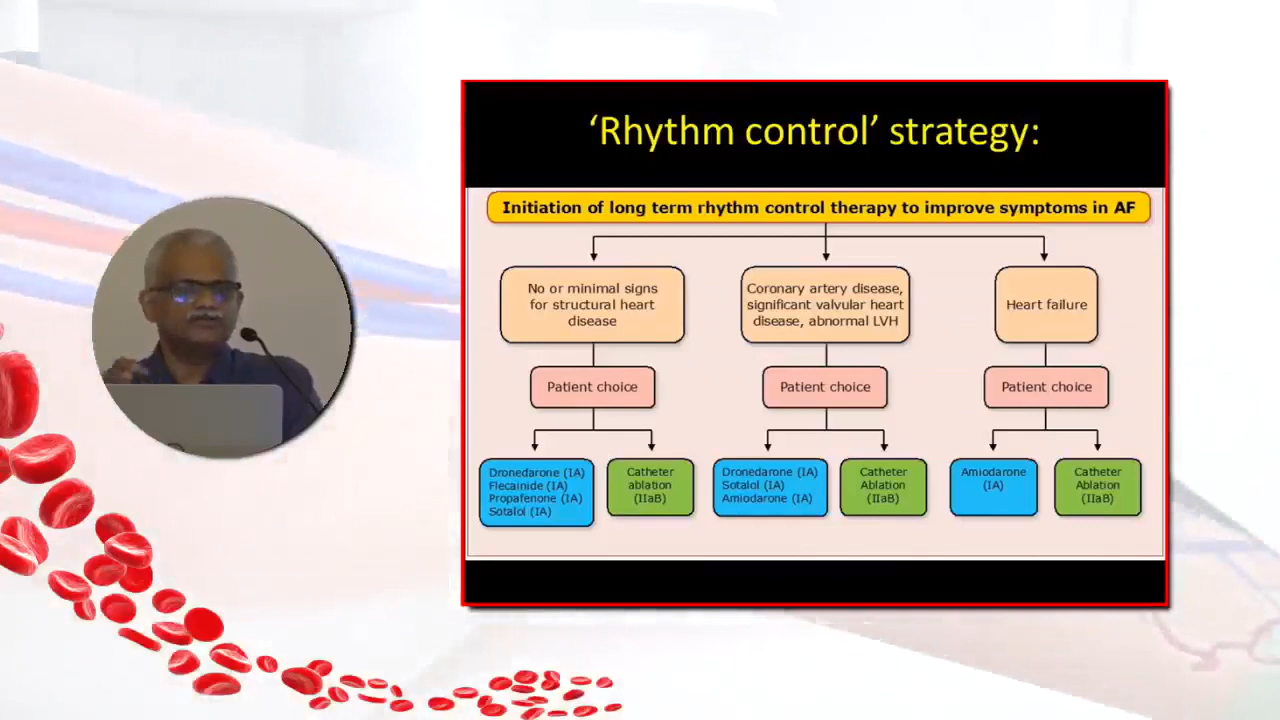 ‘Rhythm control’ strategy:
Initiation of long term rhythm control therapy to improve symptoms in AF
No or minimal signs
for structural heart
disease
Coronary artery disease,
significant valvular heart
disease, abnormal LVH
Heart failure
Patient choice
Patient choice
Patient choice
Dronedarone (IA)
Flecainide (IA)
Propafenone (IA)
Sotalol (IA)
Catheter
ablation
(IIaB)
Dronedarone (IA)
Sotalol (IA)
Amiodarone (IA)
Catheter
Ablation
(IIaB)
Amiodarone
(IA)
Catheter
Ablation
(IIaB)